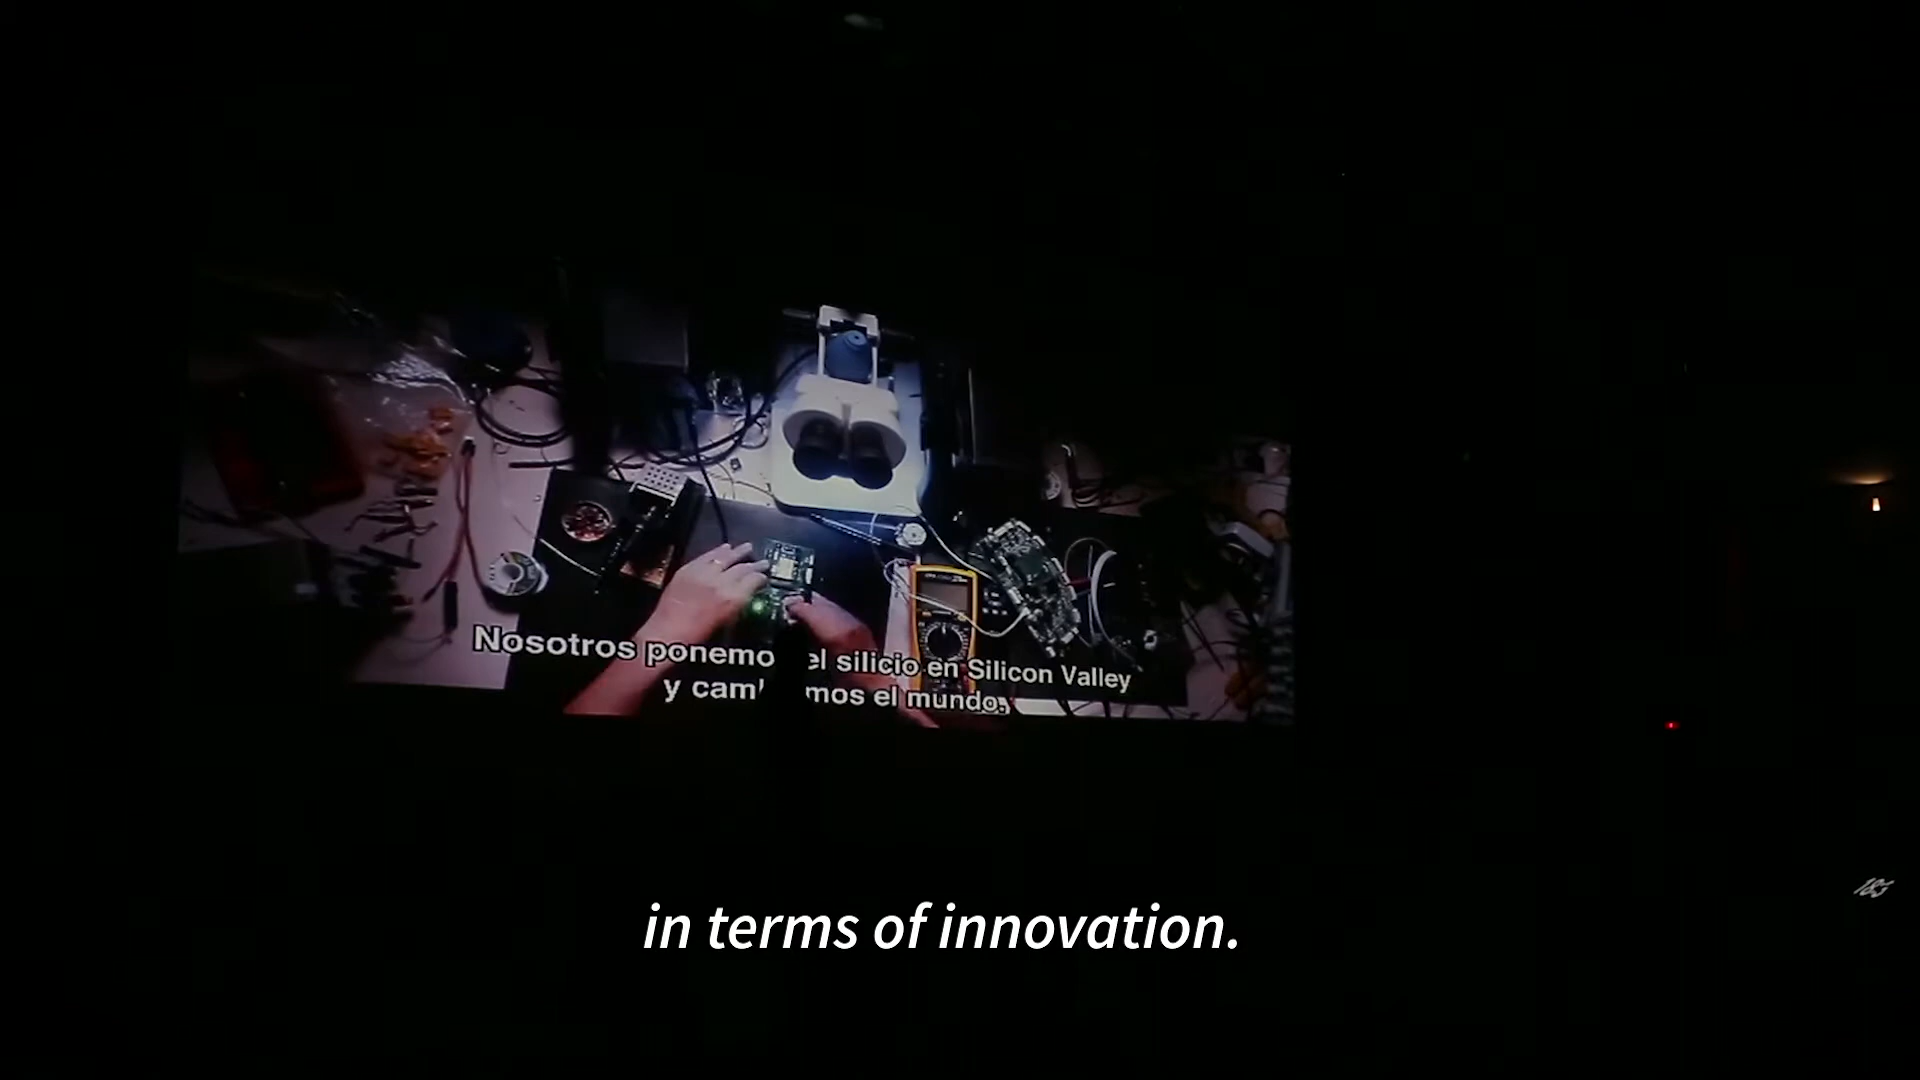 Nosotros ponemo el silicio en Silicon Valley
y cam mos el mundo.
in terms of innovation.